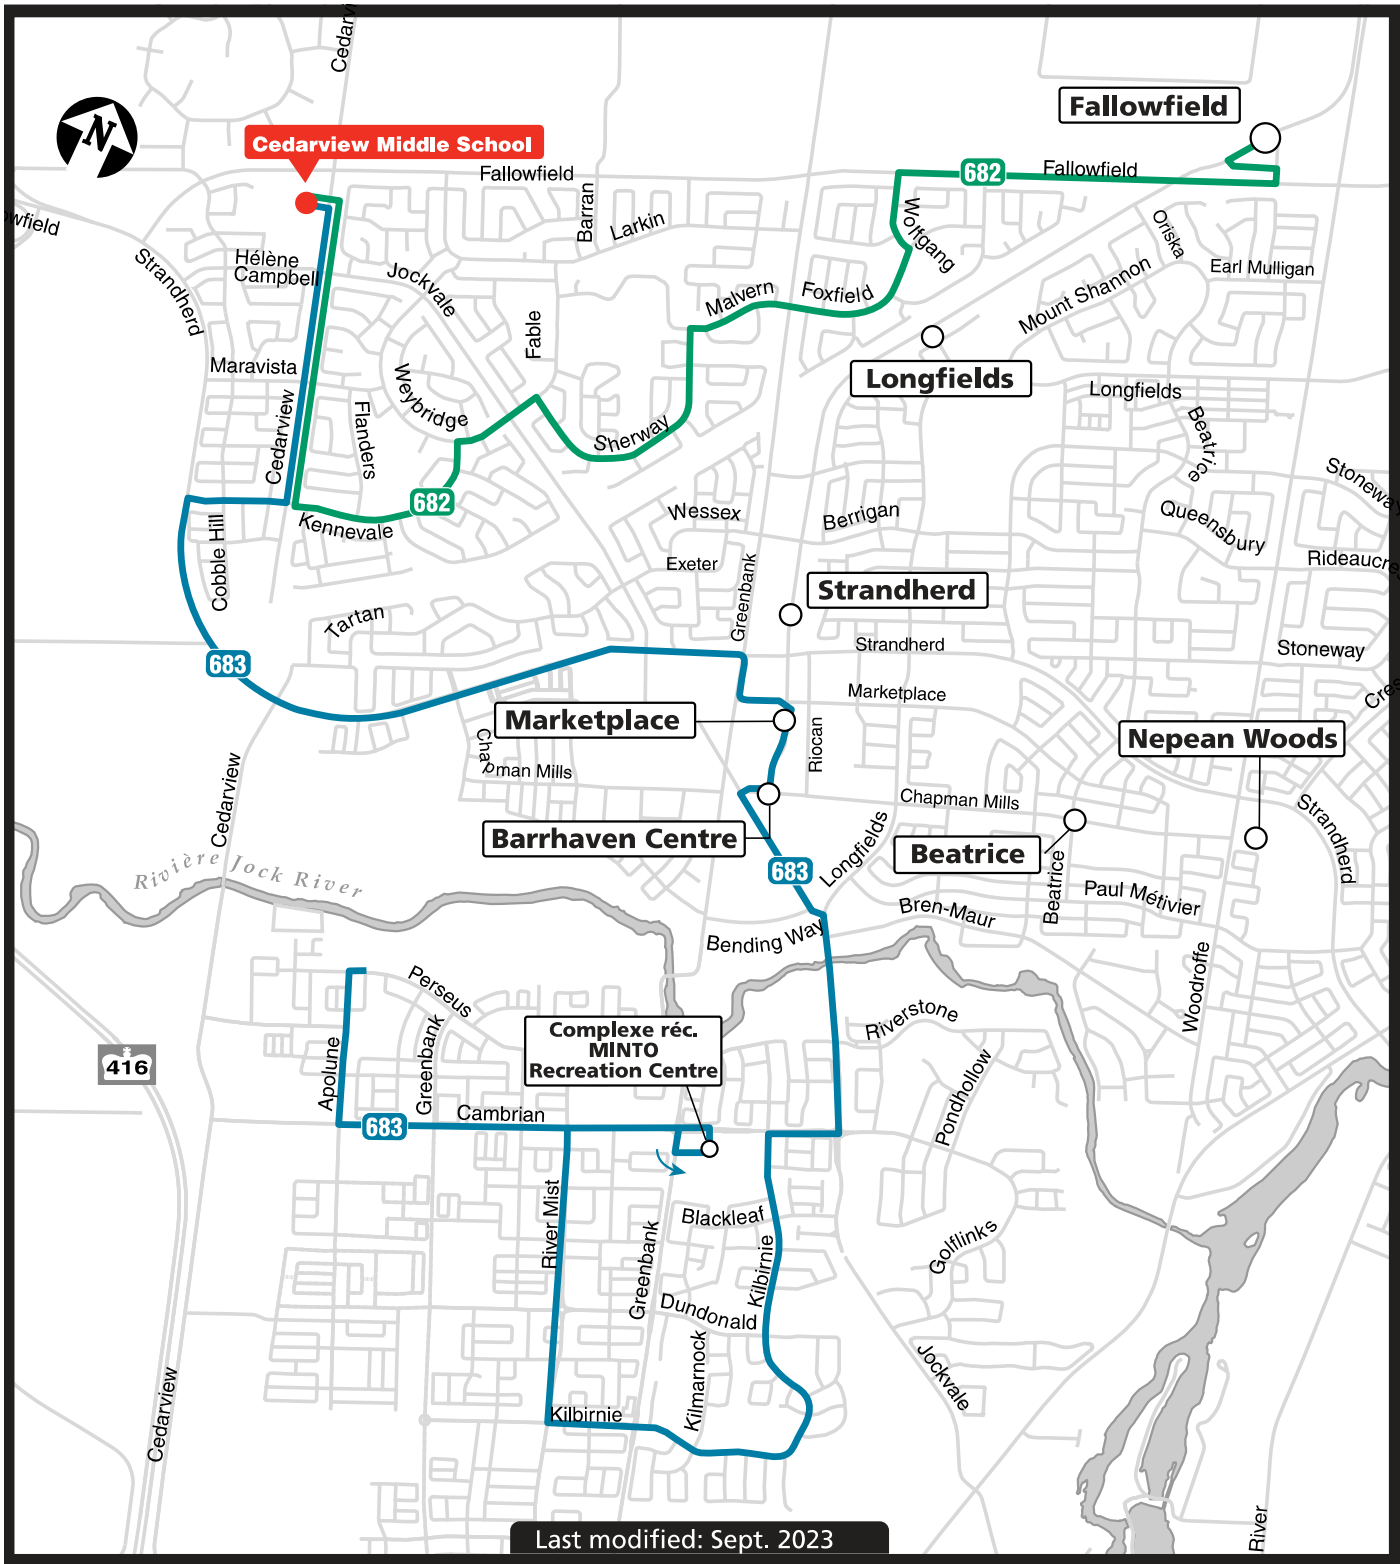 Cedarvi
N
Cedarview Middle School
Fallowfield
Fallowfield
682
Fallowfield
owfield
Barran
Larkin
Wolfgang
Oriska
Earl Mulligan
Strandherd
Hélène
Campbell
Jockvale
Malvern
Foxfield
Mount Shannon
Fable
Longfields
Maravista
Weybridge
Longfields
Flanders
Cedarview
Sherway
Beatrice
Stoneway
682
Kennevale
Wessex
Berrigan
Queensbury
Rideaucre
Cobble Hill
Exeter
Greenbank
Strandherd
Tartan
Strandherd
Stoneway
683
Marketplace
Cres
Marketplace
Riocan
Nepean Woods
Chapman Mills
Cedarview
Chapman Mills
Strandherd
Barrhaven Centre
Longfields
Beatrice
683
Rivière Jock River
Beatrice
Paul Métivier
Bren-Maur
Bending Way
Woodroffe
Perseus
Greenbank
Complexe réc.
MINTO
Recreation Centre
Riverstone
416
Apolune
Pondhollow
Cambrian
683
River Mist
Blackleaf
Greenbank
Kilbirnie
Golflinks
Dundonald
Kilmarnock
Jockvale
Cedarview
Kilbirnie
River
Last modified: Sept. 2023